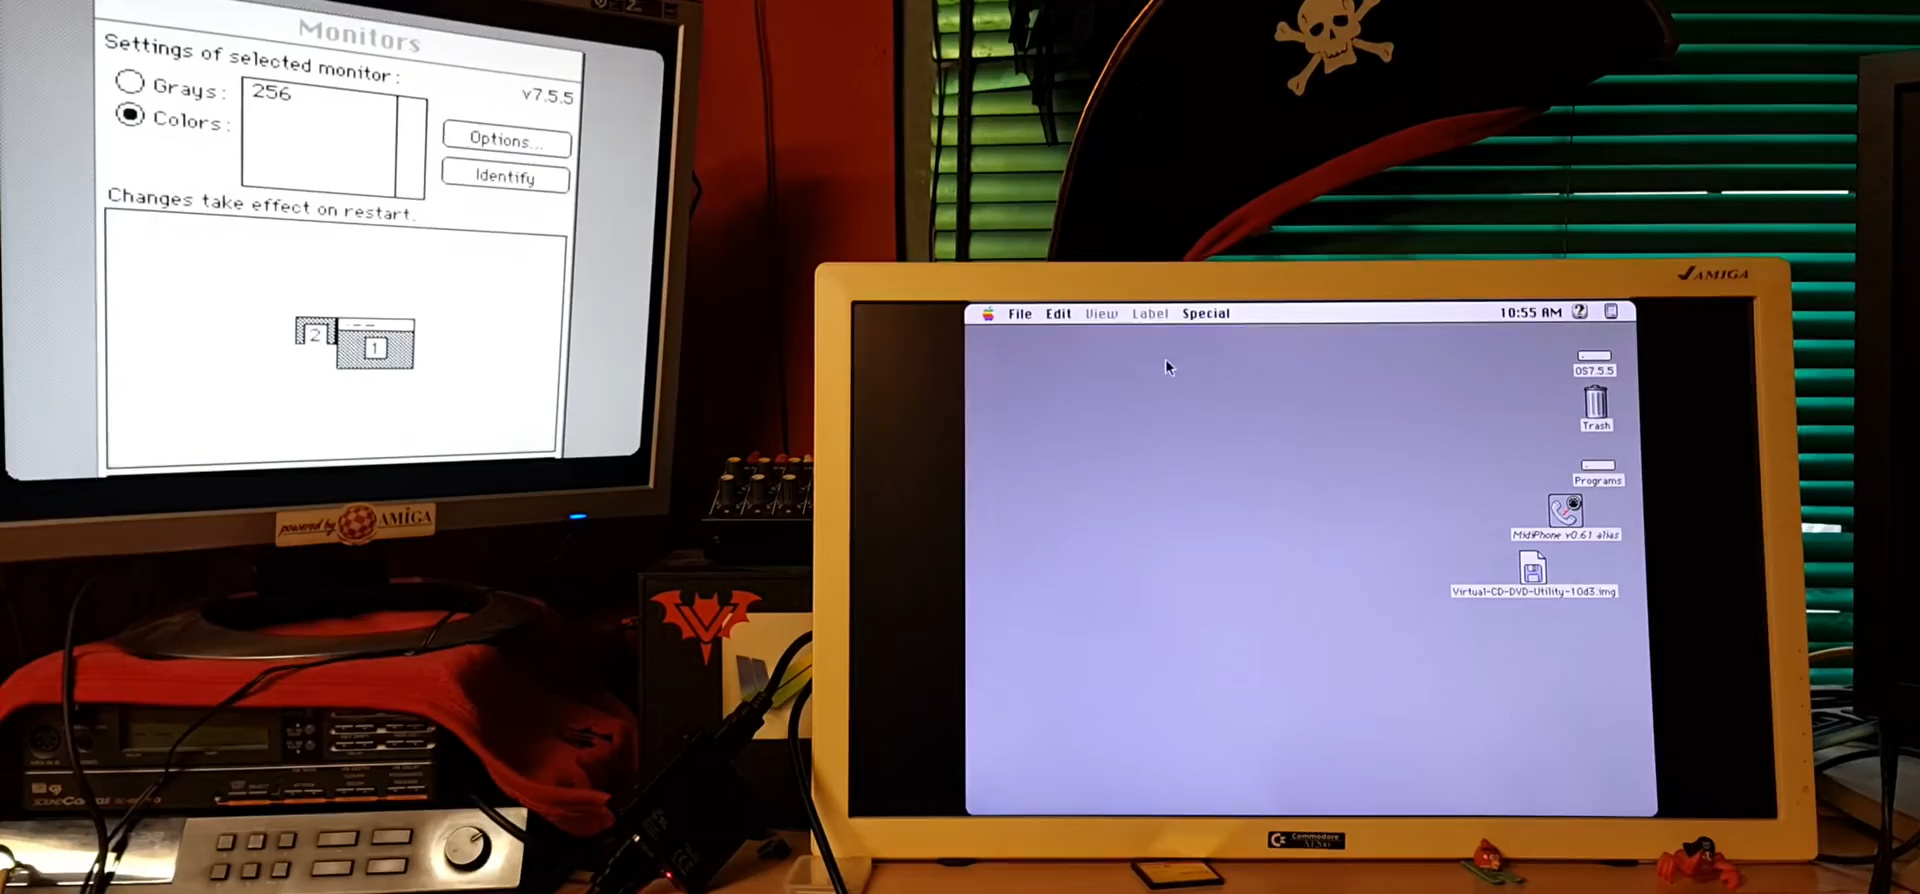 Monitors
Settings of selected monitor:
Grays:
Colors:
256
v7.5.5
Options...
Identify
Changes take effect on restart.
2
1
powered by AMIGA
AMIGA
File Edit View Label Special
10:55 AM
OS7.5.5
Trash
Programs
MidiPhone v0.61 alias
Virtual-CD-DVD-Utility-10d3.img
Commodore
SELECT